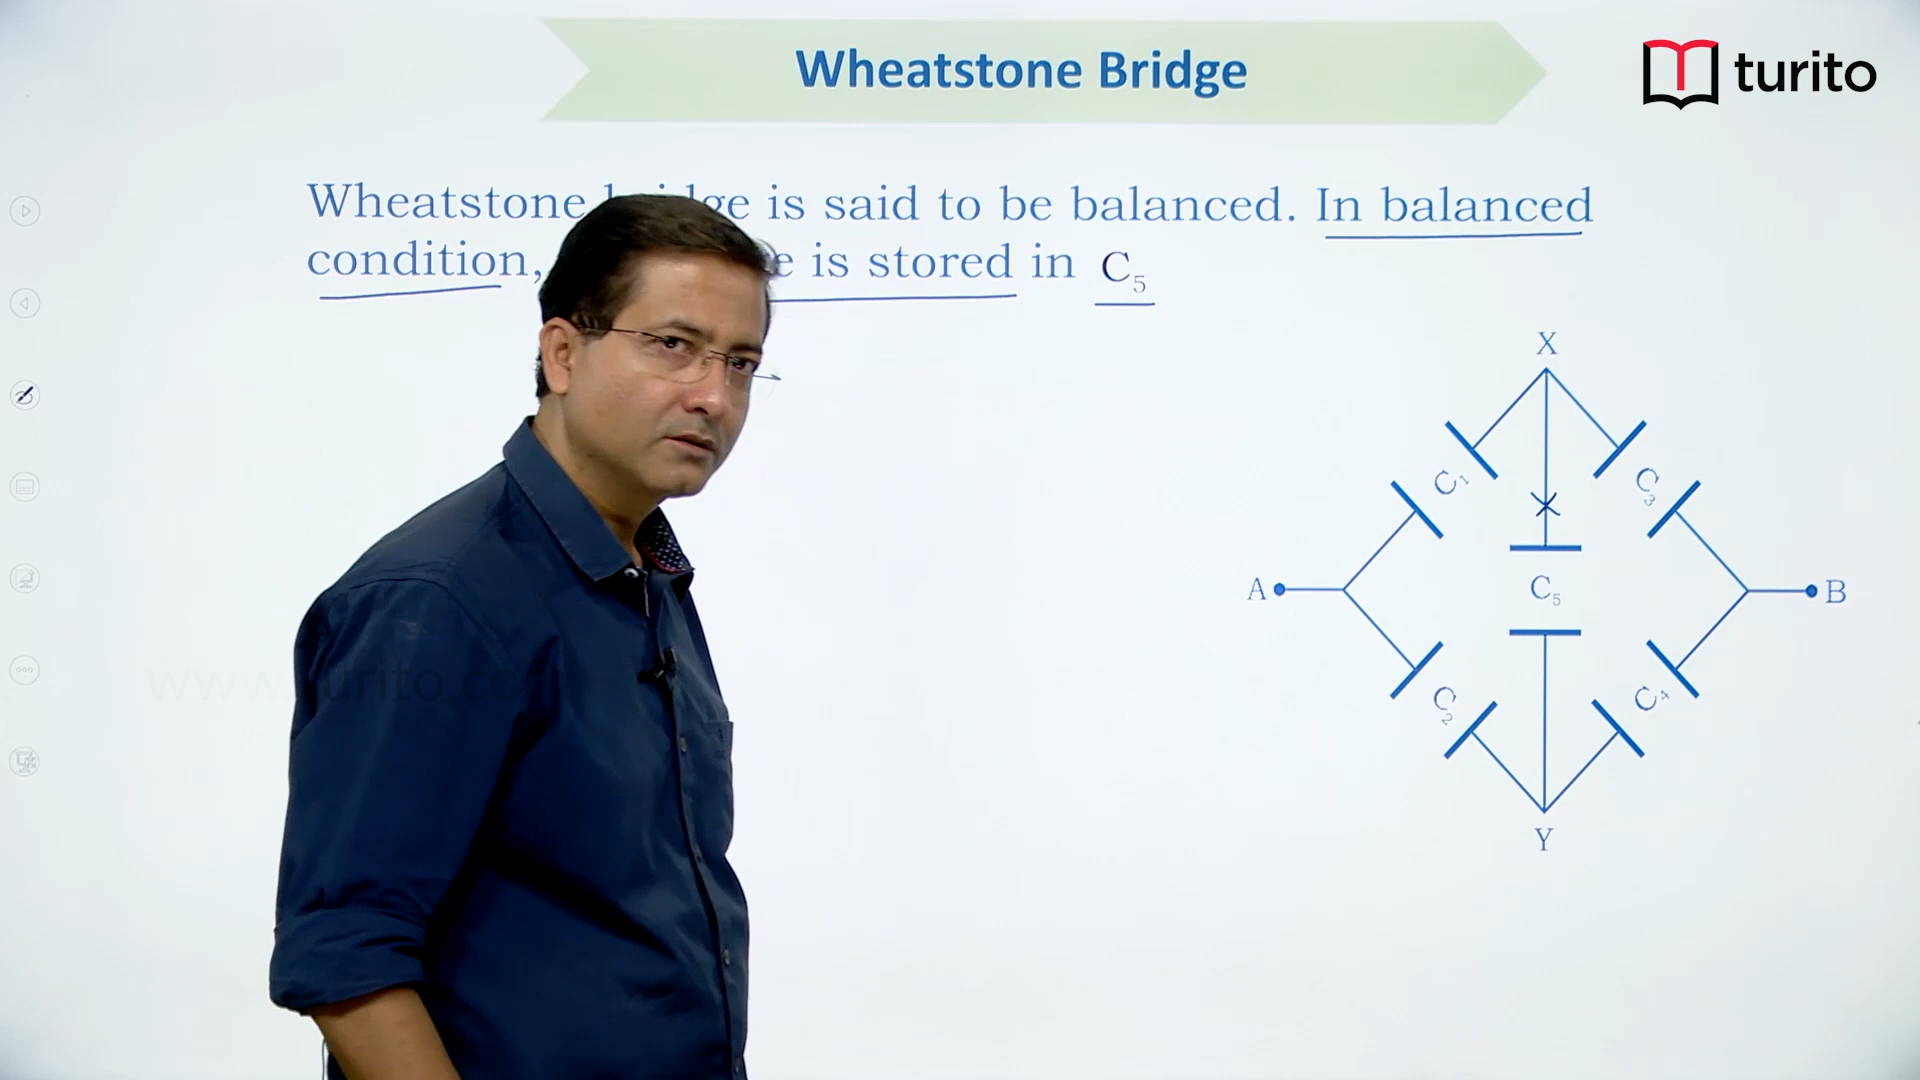 Wheatstone Bridge
turito
Wheatstone is said to be balanced. In balanced
condition, is stored in C₅
X
C₁
C₃
A
C₅
B
C₂
C₄
Y